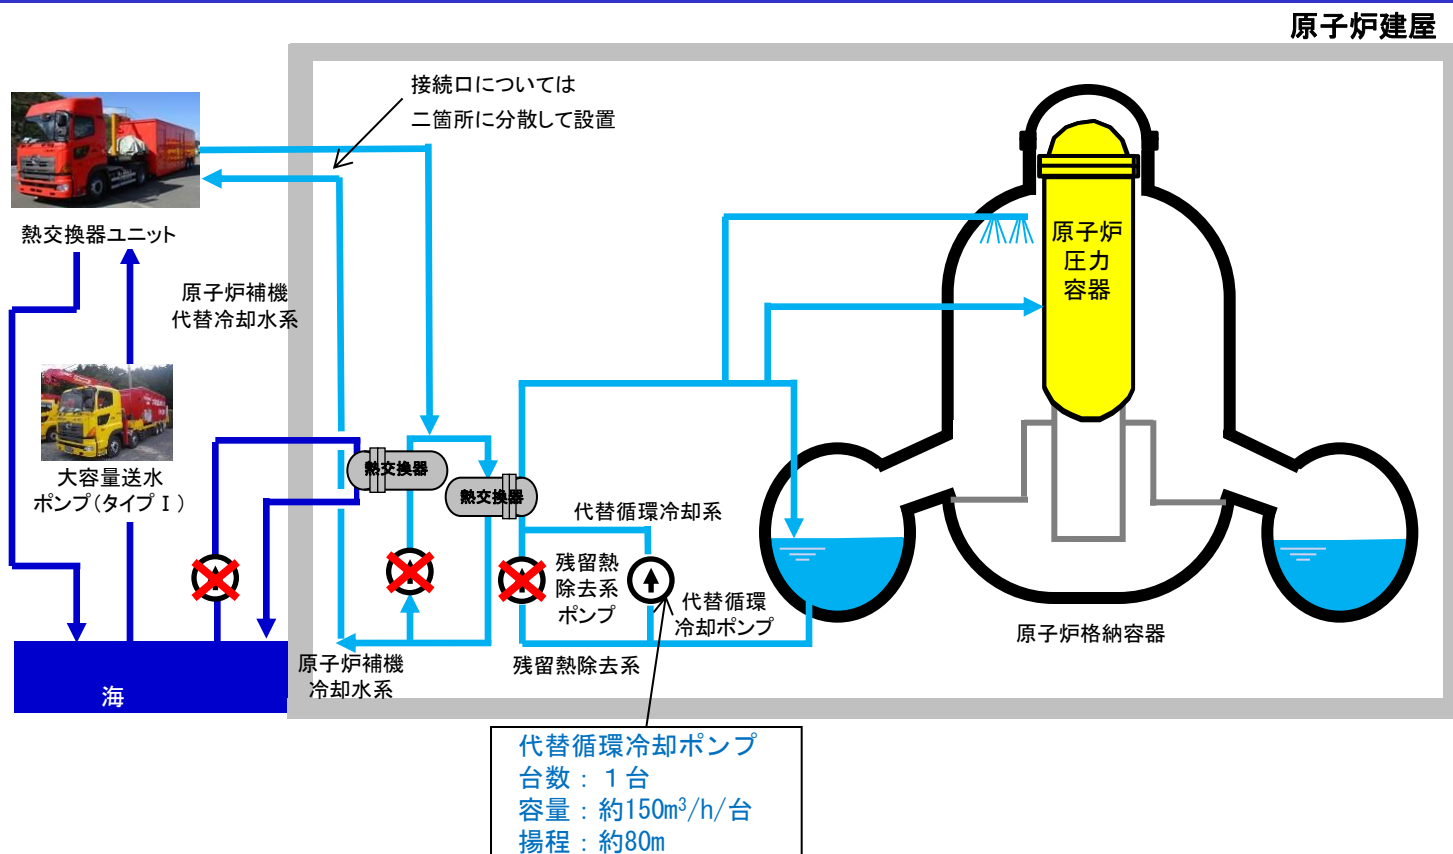 原子炉建屋
接続口については
二箇所に分散して設置
熱交換器ユニット
原子炉補機
代替冷却水系
原子炉
圧力
容器
大容量送水
ポンプ(タイプⅠ)
熱交換器
熱交換器
代替循環冷却系
残留熱
除去系
ポンプ
代替循環
冷却ポンプ
原子炉格納容器
残留熱除去系
原子炉補機
冷却水系
海
代替循環冷却ポンプ
台数：１台
容量：約150m³/h/台
揚程：約80m